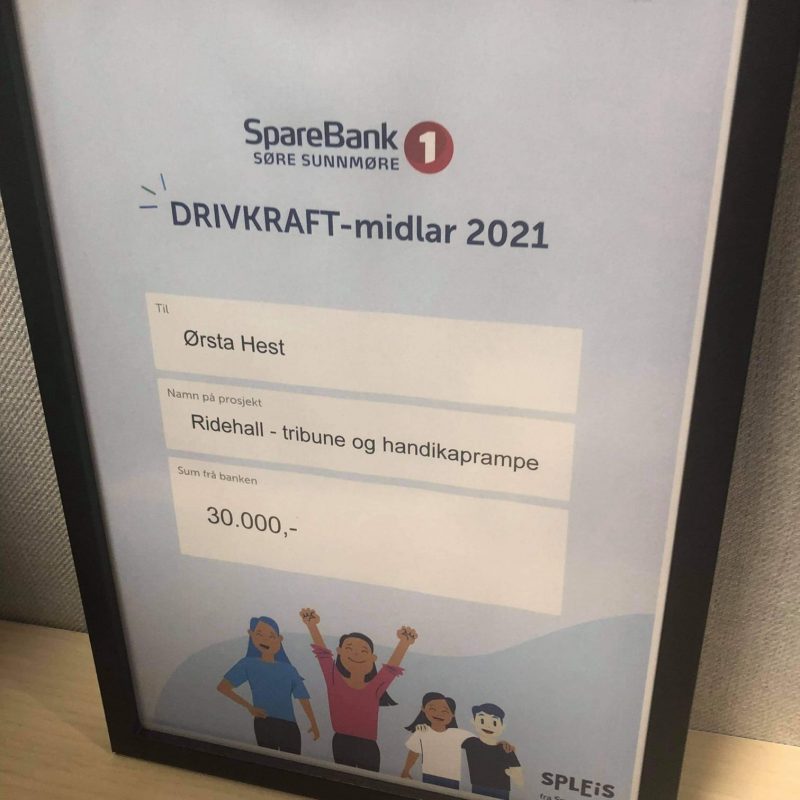 SpareBank 1
SØRE SUNNMØRE
DRIVKRAFT-midlar 2021
Til
Ørsta Hest
Namn på prosjekt
Ridehall - tribune og handikaprampe
Sum frå banken
30.000,-
SPLEiS
fra